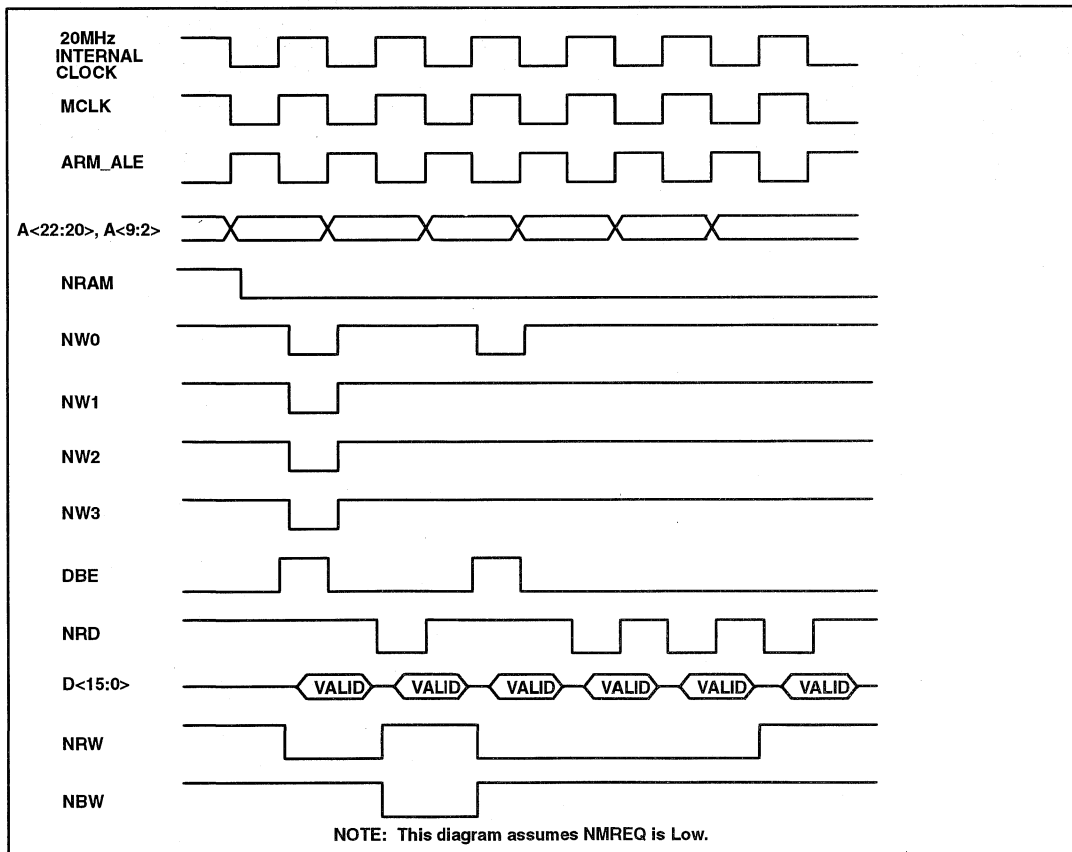 20MHz
INTERNAL
CLOCK
MCLK
ARM_ALE
A<22:20>, A<9:2>
NRAM
NW0
NW1
NW2
NW3
DBE
NRD
D<15:0>
VALID VALID VALID VALID VALID VALID
NRW
NBW
NOTE: This diagram assumes NMREQ is Low.